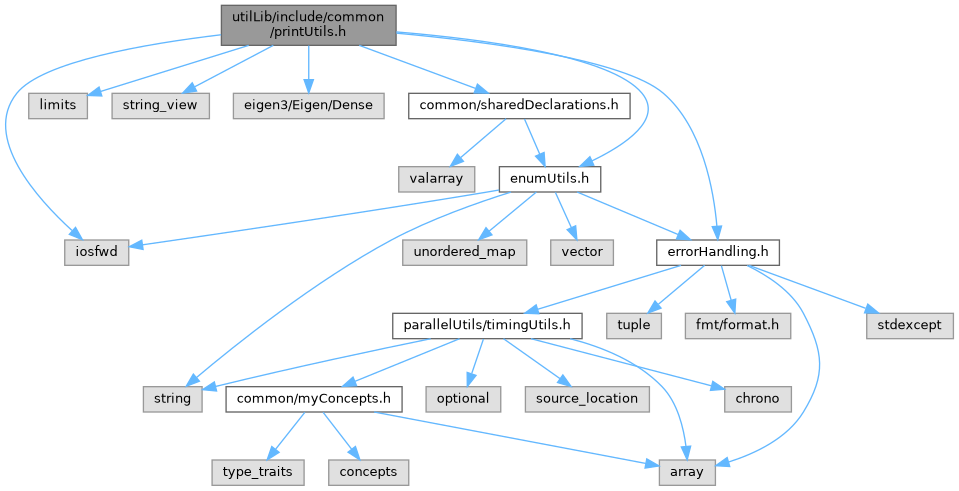 utilLib/include/common
/printUtils.h
limits
string_view
eigen3/Eigen/Dense
common/sharedDeclarations.h
valarray
enumUtils.h
iosfwd
unordered_map
vector
errorHandling.h
parallelUtils/timingUtils.h
tuple
fmt/format.h
stdexcept
string
common/myConcepts.h
optional
source_location
chrono
type_traits
concepts
array